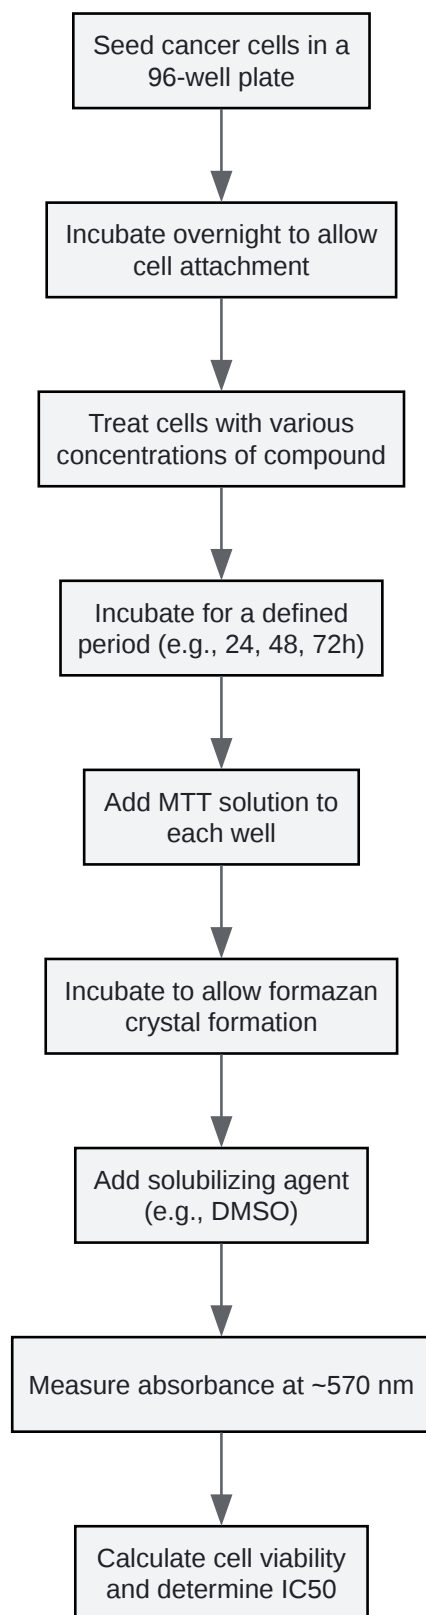 Seed cancer cells in a
96-well plate
Incubate overnight to allow
cell attachment
Treat cells with various
concentrations of compound
Incubate for a defined
period (e.g., 24, 48, 72h)
Add MTT solution to
each well
Incubate to allow formazan
crystal formation
Add solubilizing agent
(e.g., DMSO)
Measure absorbance at ~570 nm
Calculate cell viability
and determine IC50